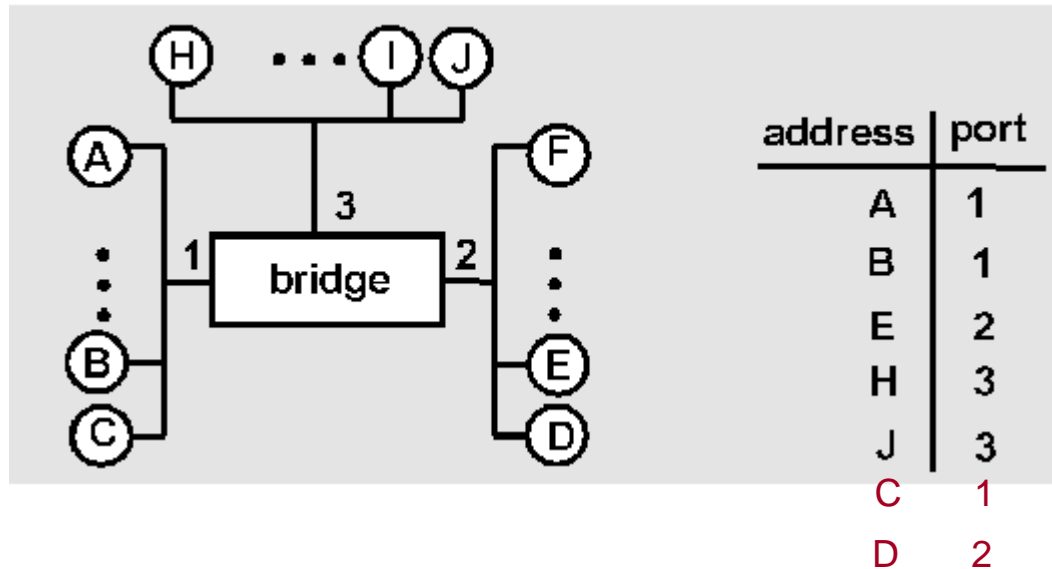 H ... I J
A
F
3
1 bridge 2
B
E
C
D
address port
A 1
B 1
E 2
H 3
J 3
C 1
D 2